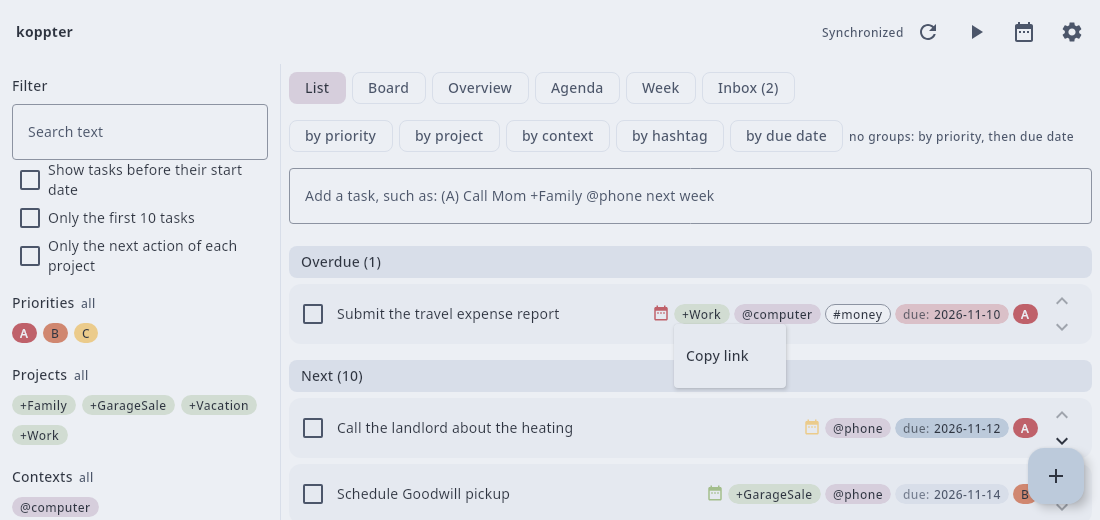 koppter
Synchronized
Filter
Search text
Show tasks before their start
date
Only the first 10 tasks
Only the next action of each
project
Priorities all
A B C
Projects all
+Family +GarageSale +Vacation
+Work
Contexts all
@computer
List Board Overview Agenda Week Inbox (2)
by priority by project by context by hashtag by due date no groups: by priority, then due date
Add a task, such as: (A) Call Mom +Family @phone next week
Overdue (1)
Submit the travel expense report +Work @computer #money due: 2026-11-10 A
Copy link
Next (10)
Call the landlord about the heating @phone due: 2026-11-12 A
Schedule Goodwill pickup +GarageSale @phone due: 2026-11-14 B